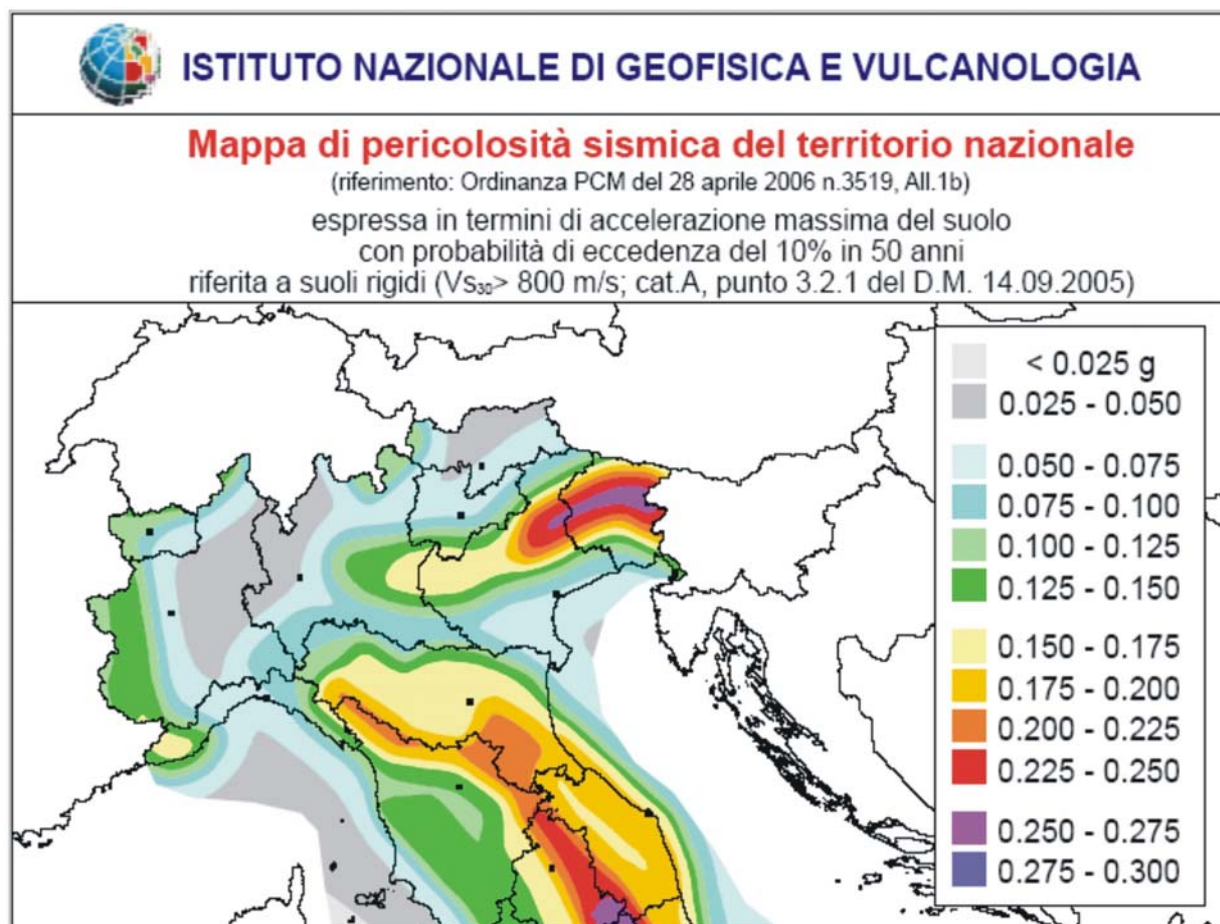 ISTITUTO NAZIONALE DI GEOFISICA E VULCANOLOGIA
Mappa di pericolosità sismica del territorio nazionale
(riferimento: Ordinanza PCM del 28 aprile 2006 n.3519, All.1b)
espressa in termini di accelerazione massima del suolo
con probabilità di eccedenza del 10% in 50 anni
riferita a suoli rigidi (Vs₃₀> 800 m/s; cat.A, punto 3.2.1 del D.M. 14.09.2005)
< 0.025 g
0.025 - 0.050
0.050 - 0.075
0.075 - 0.100
0.100 - 0.125
0.125 - 0.150
0.150 - 0.175
0.175 - 0.200
0.200 - 0.225
0.225 - 0.250
0.250 - 0.275
0.275 - 0.300